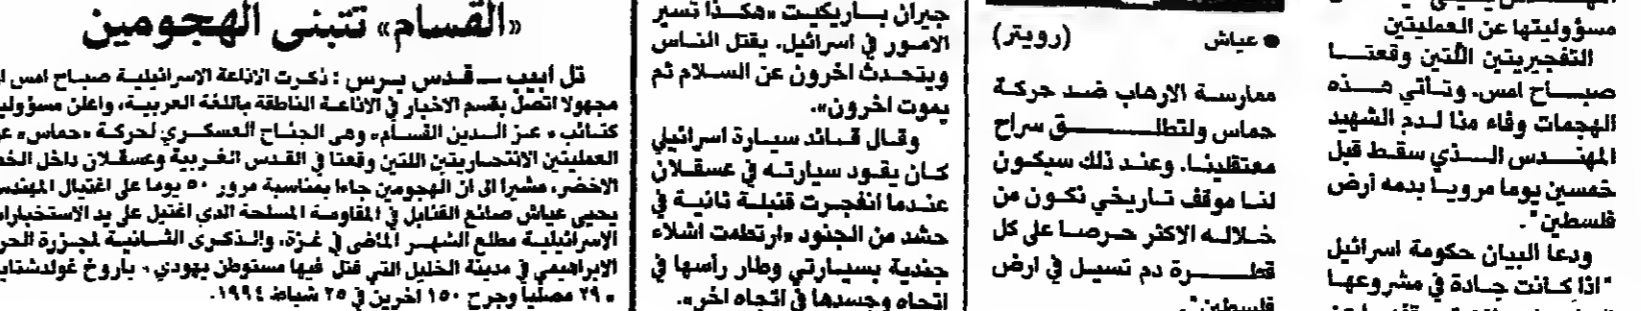 مسؤوليتها عن العمليتين
التفجيريتين اللتين وقعتا
صباح امس. وتأتي هذه
الهجمات وفاء منا لدم الشهيد
المهندس الذي سقط قبل
خمسين يوما مرويا بدمه أرض
فلسطين".
ودعا البيان حكومة اسرائيل
"اذا كانت جادة في مشروعها
● عياش (رويتر)
ممارسة الارهاب ضد حركة
حماس ولتطلق سراح
معتقلينا. وعند ذلك سيكون
لنا موقف تاريخي نكون من
خلاله الاكثر حرصا على كل
قطرة دم تسيل في ارض
فلسطين".
جيران باريكيت «هكذا تسير
الامور في اسرائيل. يقتل الناس
ويتحدث اخرون عن السلام ثم
يموت اخرون».
وقال قائد سيارة اسرائيلي
كان يقود سيارته في عسقلان
عندما انفجرت قنبلة ثانية في
حشد من الجنود «ارتطمت اشلاء
جندية بسيارتي وطار رأسها في
اتجاه وجسدها في اتجاه اخر».
«القسام» تتبنى الهجومين
تل أبيب ــ قدس برس : ذكرت الاذاعة الاسرائيلية صباح امس
مجهولا اتصل بقسم الاخبار في الاذاعة الناطقة باللغة العربية، واعلن
كتائب « عز الدين القسام» وهي الجناح العسكري لحركة «حماس»
العمليتين الانتحاريتين اللتين وقعتا في القدس الغربية وعسقلان داخل
الاخضر، مشيرا الى ان الهجومين جاءا بمناسبة مرور ٥٠ يوما على اغتيال المهندس
يحيى عياش صانع القنابل في المقاومة المسلحة الذي اغتيل على يد
الاسرائيلية مطلع الشهر الماضي في غزة، والذكرى الثانية لمجزرة
الابراهيمي في مدينة الخليل التي قتل فيها مستوطن يهودي - باروخ
» ٢٩ مصليا وجرح ١٥٠ اخرين في ٢٥ شباط ١٩٩٤.